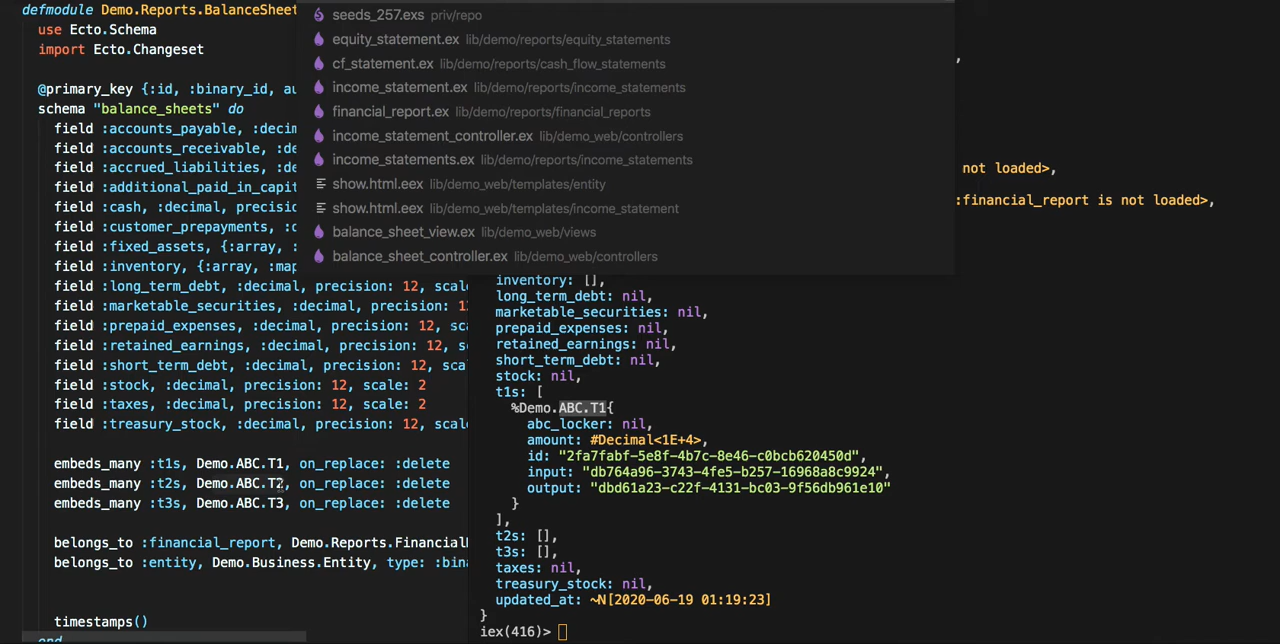 defmodule Demo.Reports.BalanceSheet
use Ecto.Schema
import Ecto.Changeset
@primary_key {:id, :binary_id, au
schema "balance_sheets" do
field :accounts_payable, :decim
field :accounts_receivable, :de
field :accrued_liabilities, :de
field :additional_paid_in_capit
field :cash, :decimal, precisio
field :customer_prepayments, :d
field :fixed_assets, {:array, :
field :inventory, {:array, :map
field :long_term_debt, :decimal, precision: 12, scale
field :marketable_securities, :decimal, precision: 12
field :prepaid_expenses, :decimal, precision: 12, sca
field :retained_earnings, :decimal, precision: 12, s
field :short_term_debt, :decimal, precision: 12, scal
field :stock, :decimal, precision: 12, scale: 2
field :taxes, :decimal, precision: 12, scale: 2
field :treasury_stock, :decimal, precision: 12, scale
embeds_many :t1s, Demo.ABC.T1, on_replace: :delete
embeds_many :t2s, Demo.ABC.T2, on_replace: :delete
embeds_many :t3s, Demo.ABC.T3, on_replace: :delete
belongs_to :financial_report, Demo.Reports.Financial
belongs_to :entity, Demo.Business.Entity, type: :bina
timestamps()
end
seeds_257.exs priv/repo
equity_statement.ex lib/demo/reports/equity_statements
cf_statement.ex lib/demo/reports/cash_flow_statements
income_statement.ex lib/demo/reports/income_statements
financial_report.ex lib/demo/reports/financial_reports
income_statement_controller.ex lib/demo_web/controllers
income_statements.ex lib/demo/reports/income_statements
show.html.eex lib/demo_web/templates/entity
show.html.eex lib/demo_web/templates/income_statement
balance_sheet_view.ex lib/demo_web/views
balance_sheet_controller.ex lib/demo_web/controllers
,
not loaded>,
:financial_report is not loaded>,
inventory: [],
long_term_debt: nil,
marketable_securities: nil,
prepaid_expenses: nil,
retained_earnings: nil,
short_term_debt: nil,
stock: nil,
t1s: [
%Demo.ABC.T1{
abc_locker: nil,
amount: #Decimal<1E+4>,
id: "2fa7fabf-5e8f-4b7c-8e46-c0bcb620450d",
input: "db764a96-3743-4fe5-b257-16968a8c9924",
output: "dbd61a23-c22f-4131-bc03-9f56db961e10"
}
],
t2s: [],
t3s: [],
taxes: nil,
treasury_stock: nil,
updated_at: ~N[2020-06-19 01:19:23]
}
iex(416)>